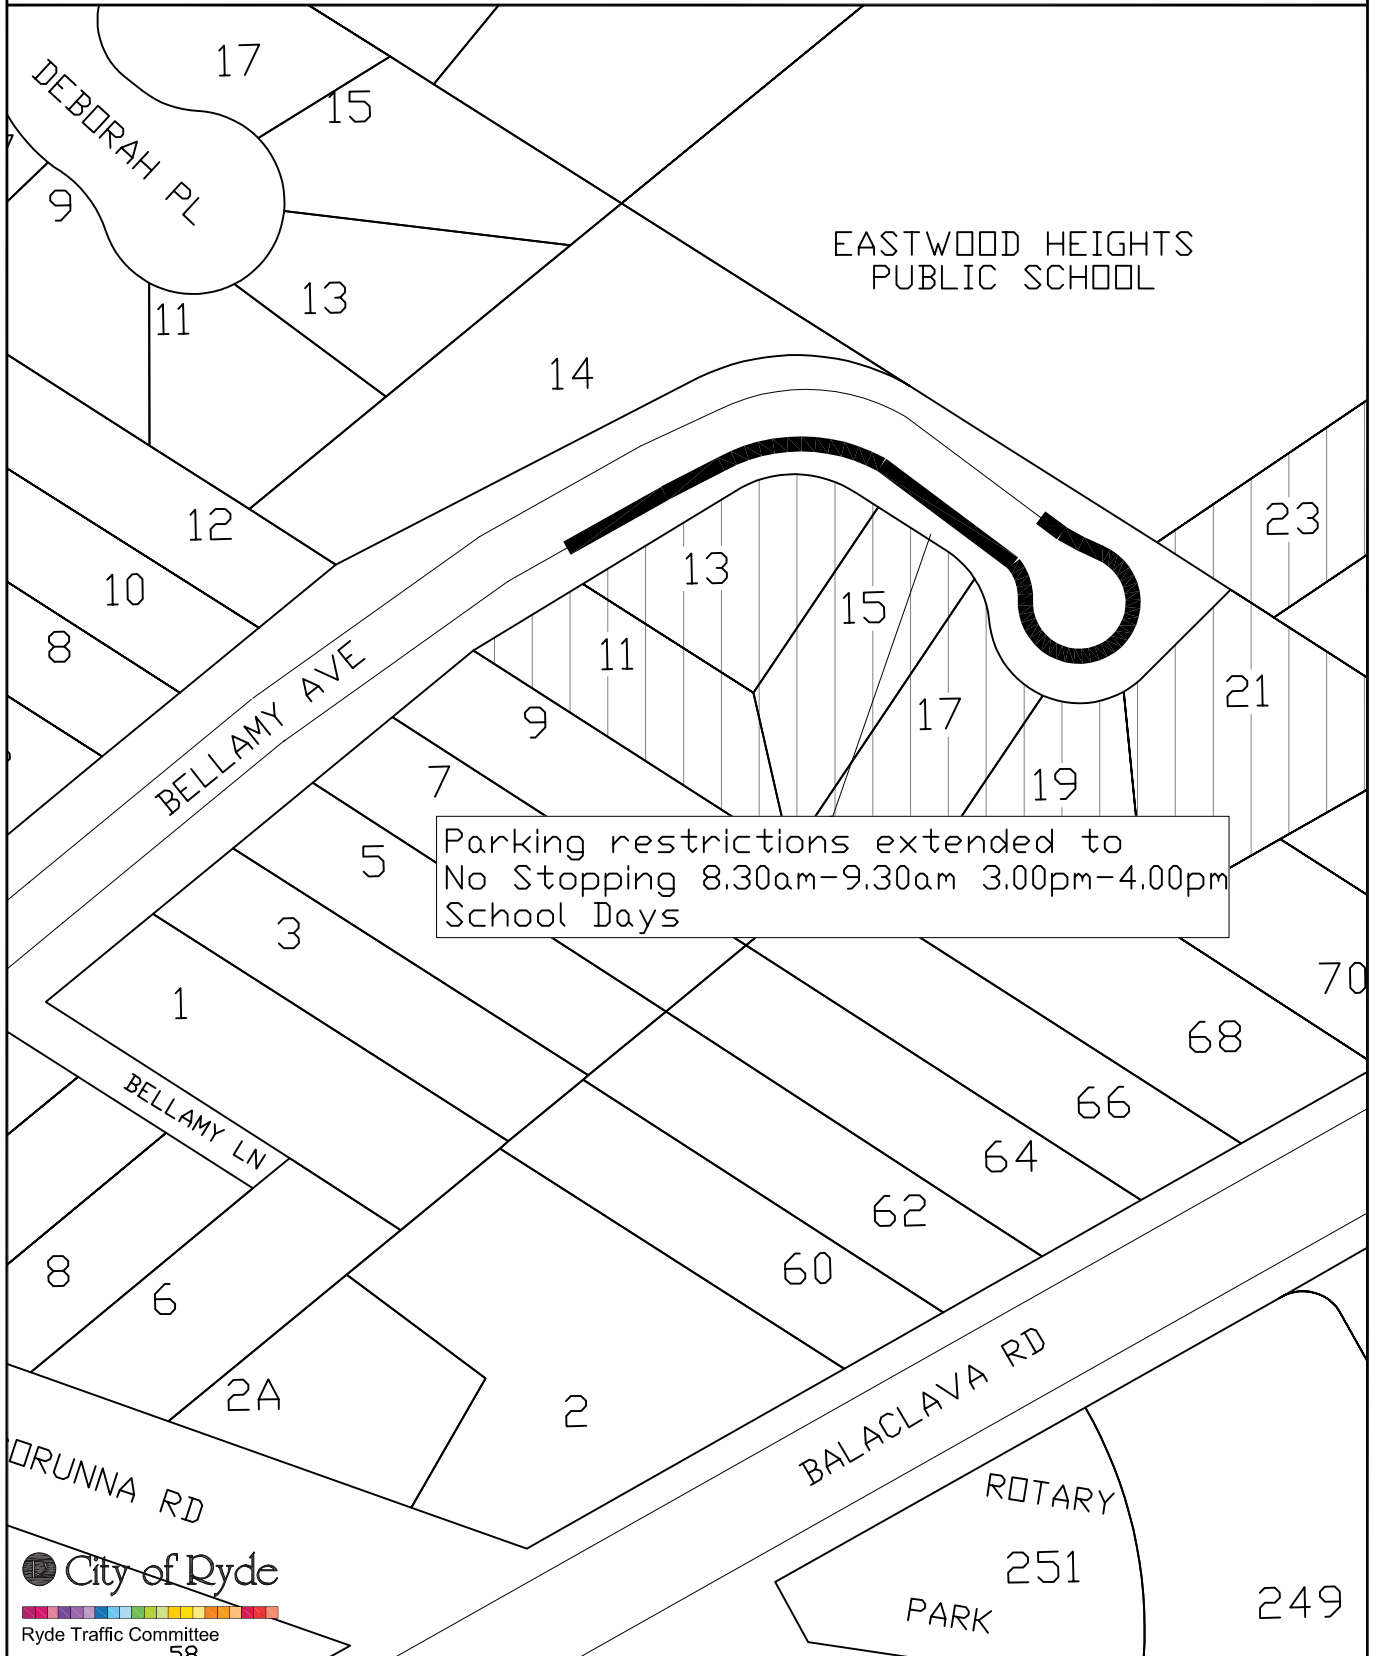 17
DEBORAH PL
15
9
EASTWOOD HEIGHTS
PUBLIC SCHOOL
13
11
14
12
23
13
10
15
8
11
BELLAMY AVE
21
17
9
7
19
Parking restrictions extended to
No Stopping 8.30am-9.30am 3.00pm-4.00pm
School Days
5
3
70
1
68
BELLAMY LN
66
64
62
60
8
6
2A
2
BALACLAVA RD
ORUNNA RD
ROTARY
251
PARK
249
City of Ryde
Ryde Traffic Committee
58